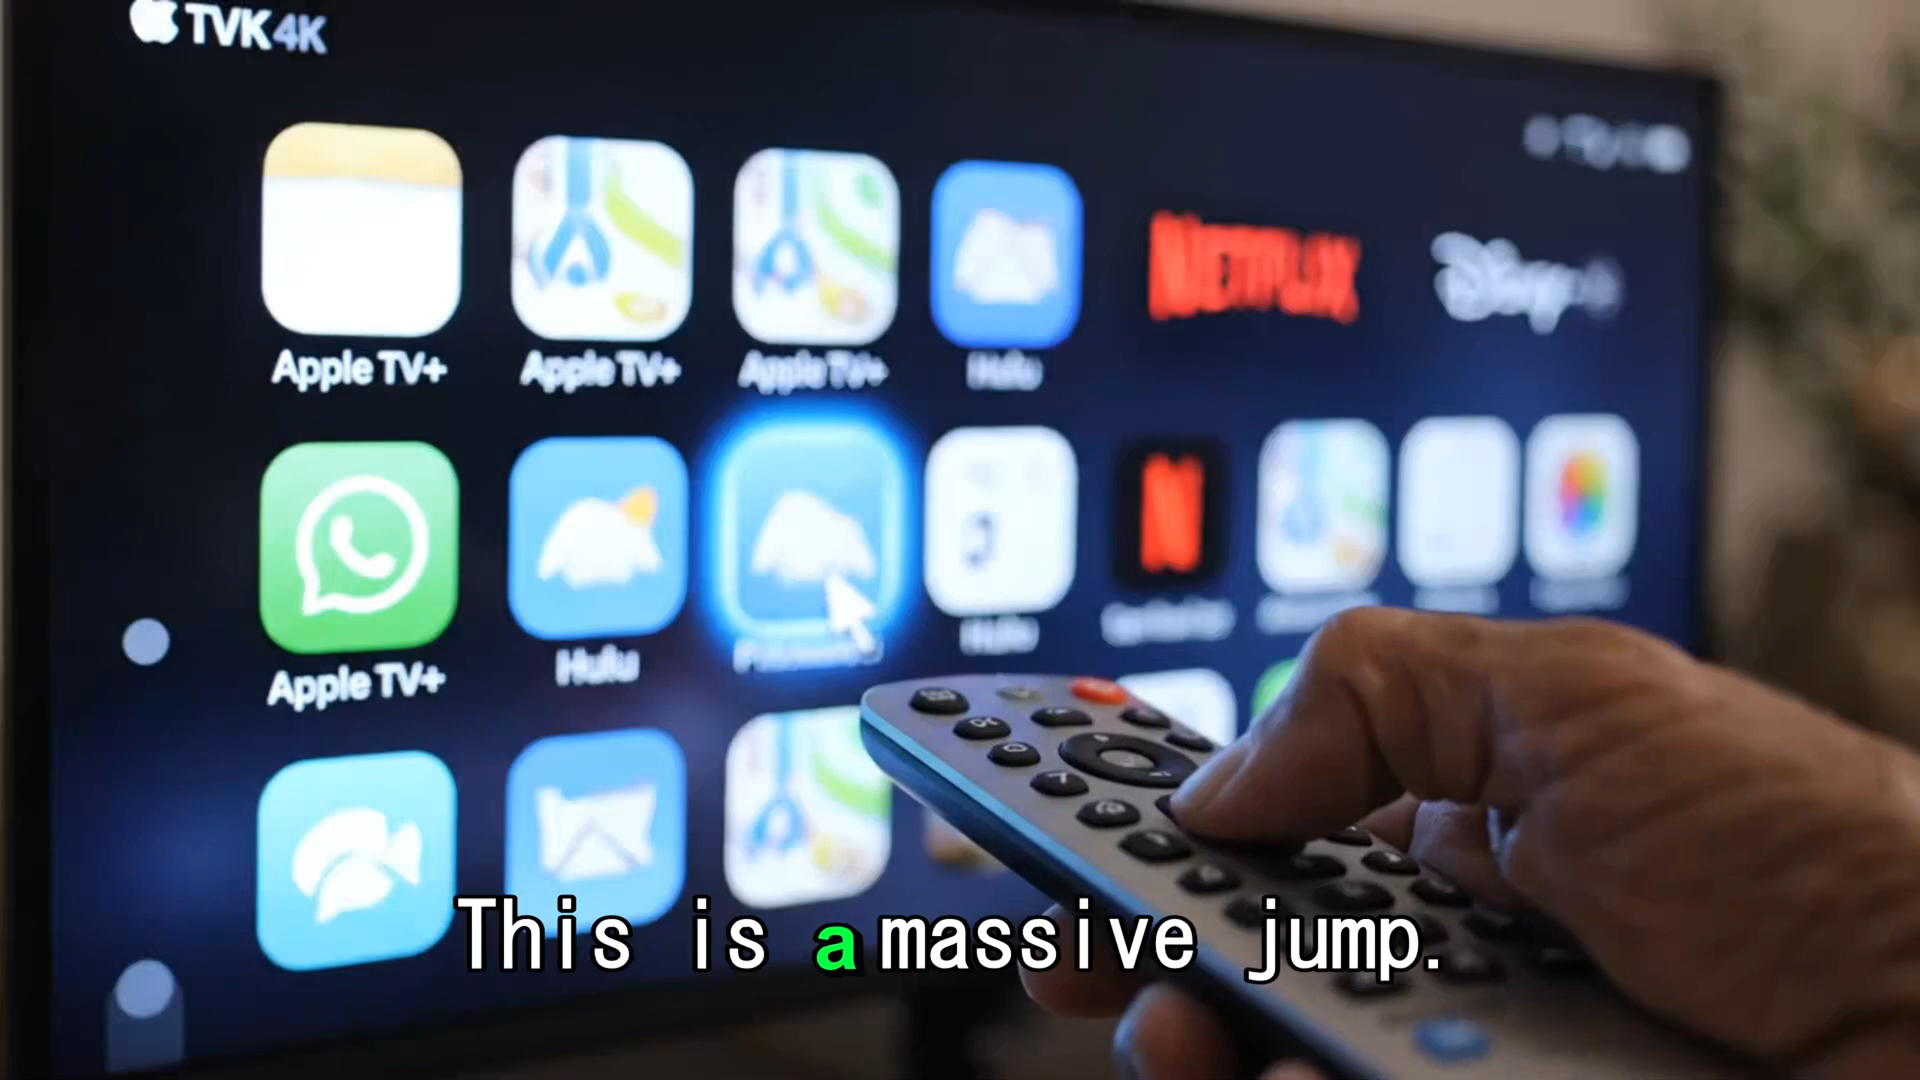 TVK4K
NETFLIX
Apple TV+
Apple TV+
Apple TV+
Hulu
Apple TV+
Hulu
Hulu
N
This is a massive jump.